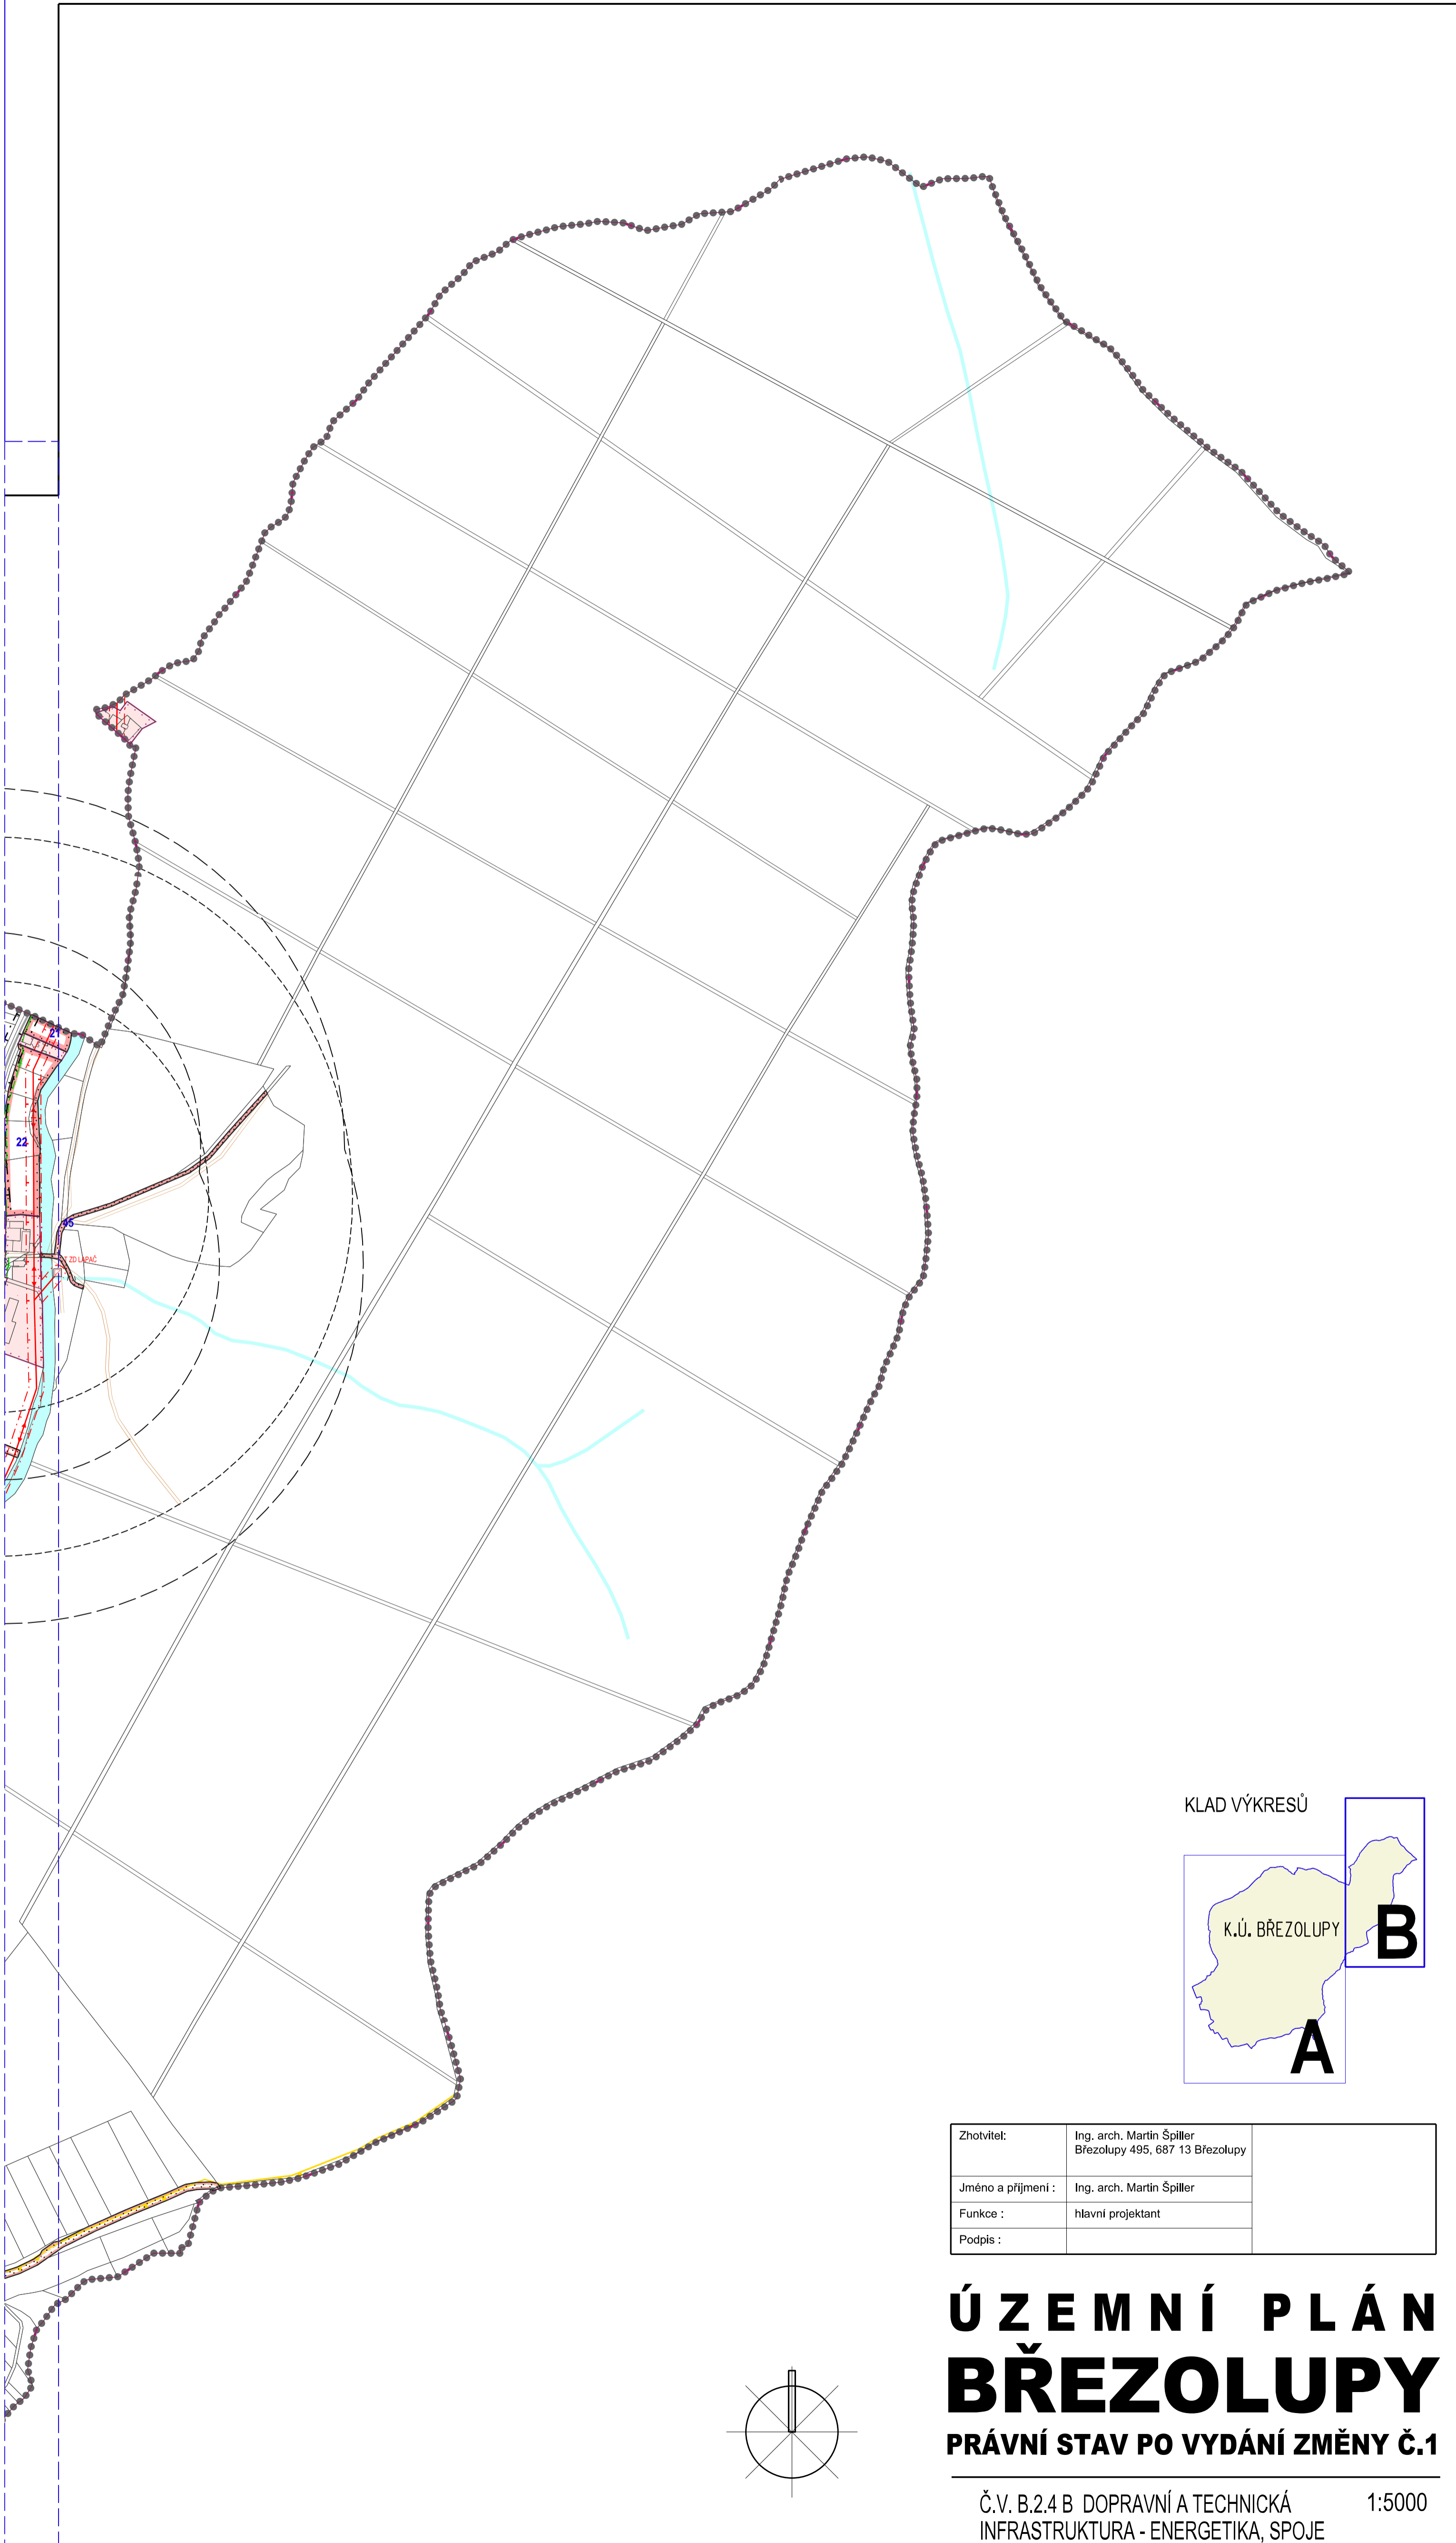 21
22
45
T.ZD LAPAČ
KLAD VÝKRESŮ
K.Ú. BŘEZOLUPY
B
A
Zhotvitel: Ing. arch. Martin Špiller
Březolupy 495, 687 13 Březolupy
Jméno a příjmení : Ing. arch. Martin Špiller
Funkce : hlavní projektant
Podpis :
ÚZEMNÍ PLÁN
BŘEZOLUPY
PRÁVNÍ STAV PO VYDÁNÍ ZMĚNY Č.1
Č.V. B.2.4 B DOPRAVNÍ A TECHNICKÁ 1:5000
INFRASTRUKTURA - ENERGETIKA, SPOJE